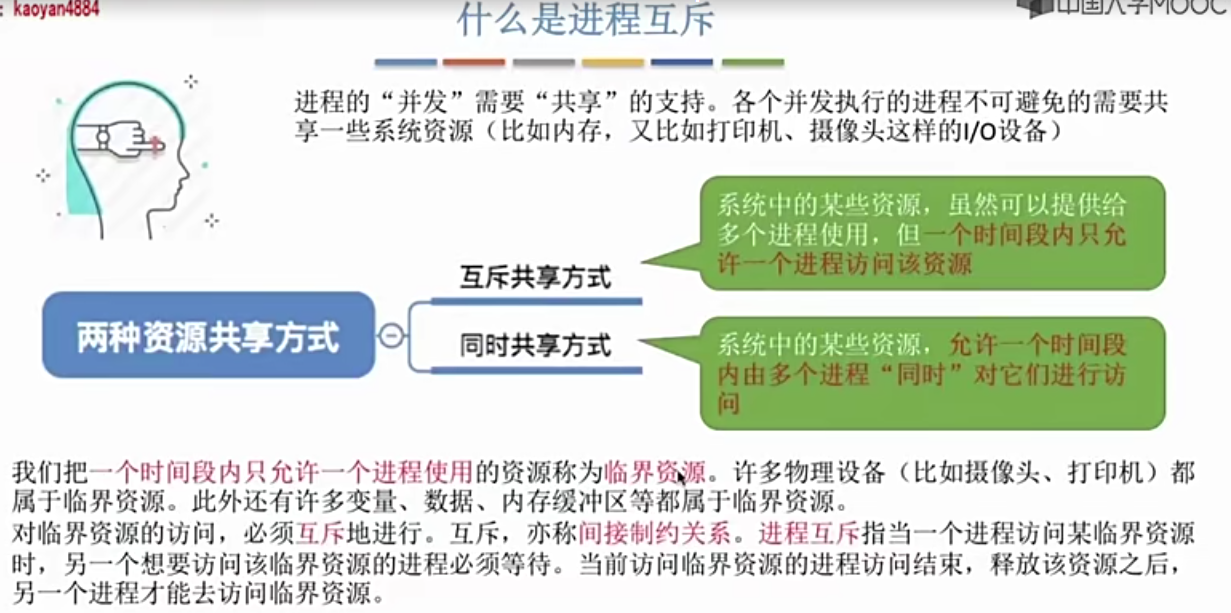 : kaoyan4884
什么是进程互斥
中国大学MOOC
进程的“并发”需要“共享”的支持。各个并发执行的进程不可避免的需要共
享一些系统资源（比如内存，又比如打印机、摄像头这样的I/O设备）
系统中的某些资源，虽然可以提供给
多个进程使用，但一个时间段内只允
许一个进程访问该资源
互斥共享方式
两种资源共享方式
同时共享方式
系统中的某些资源，允许一个时间段
内由多个进程“同时”对它们进行访
问
我们把一个时间段内只允许一个进程使用的资源称为临界资源。许多物理设备（比如摄像头、打印机）都
属于临界资源。此外还有许多变量、数据、内存缓冲区等都属于临界资源。
对临界资源的访问，必须互斥地进行。互斥，亦称间接制约关系。进程互斥指当一个进程访问某临界资源
时，另一个想要访问该临界资源的进程必须等待。当前访问临界资源的进程访问结束，释放该资源之后，
另一个进程才能去访问临界资源。